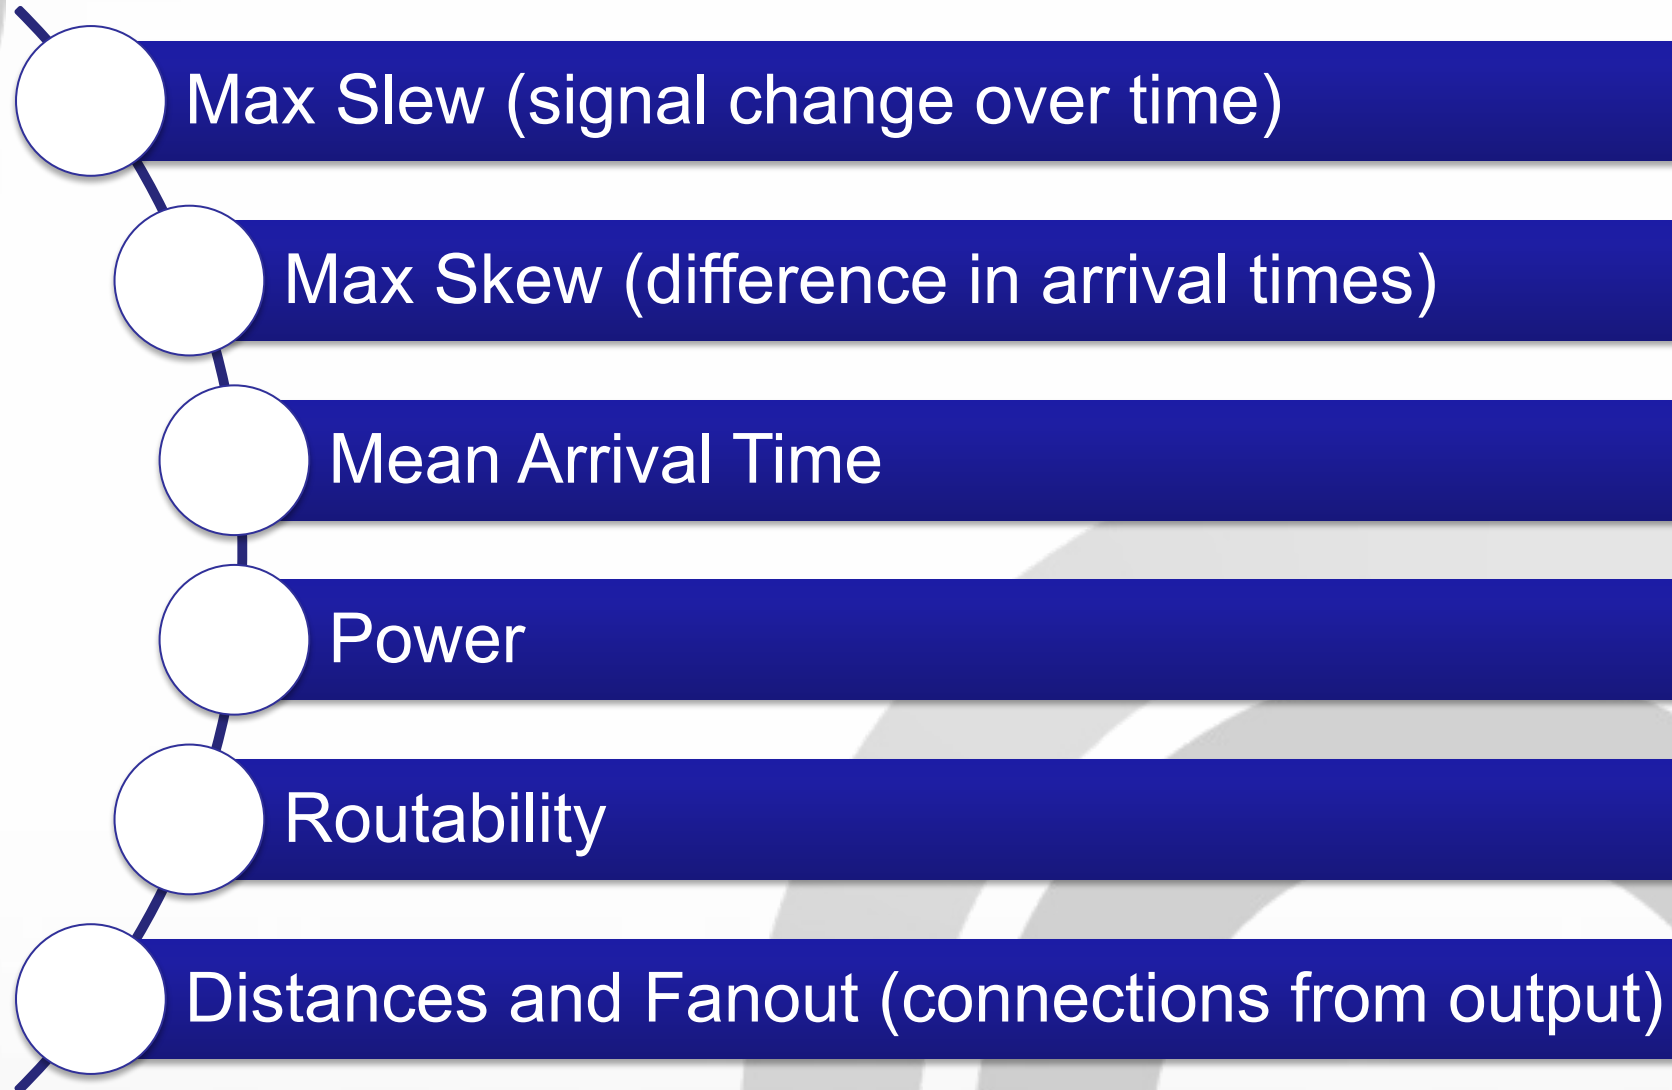 Max Slew (signal change over time)
Max Skew (difference in arrival times)
Mean Arrival Time
Power
Routability
Distances and Fanout (connections from output)